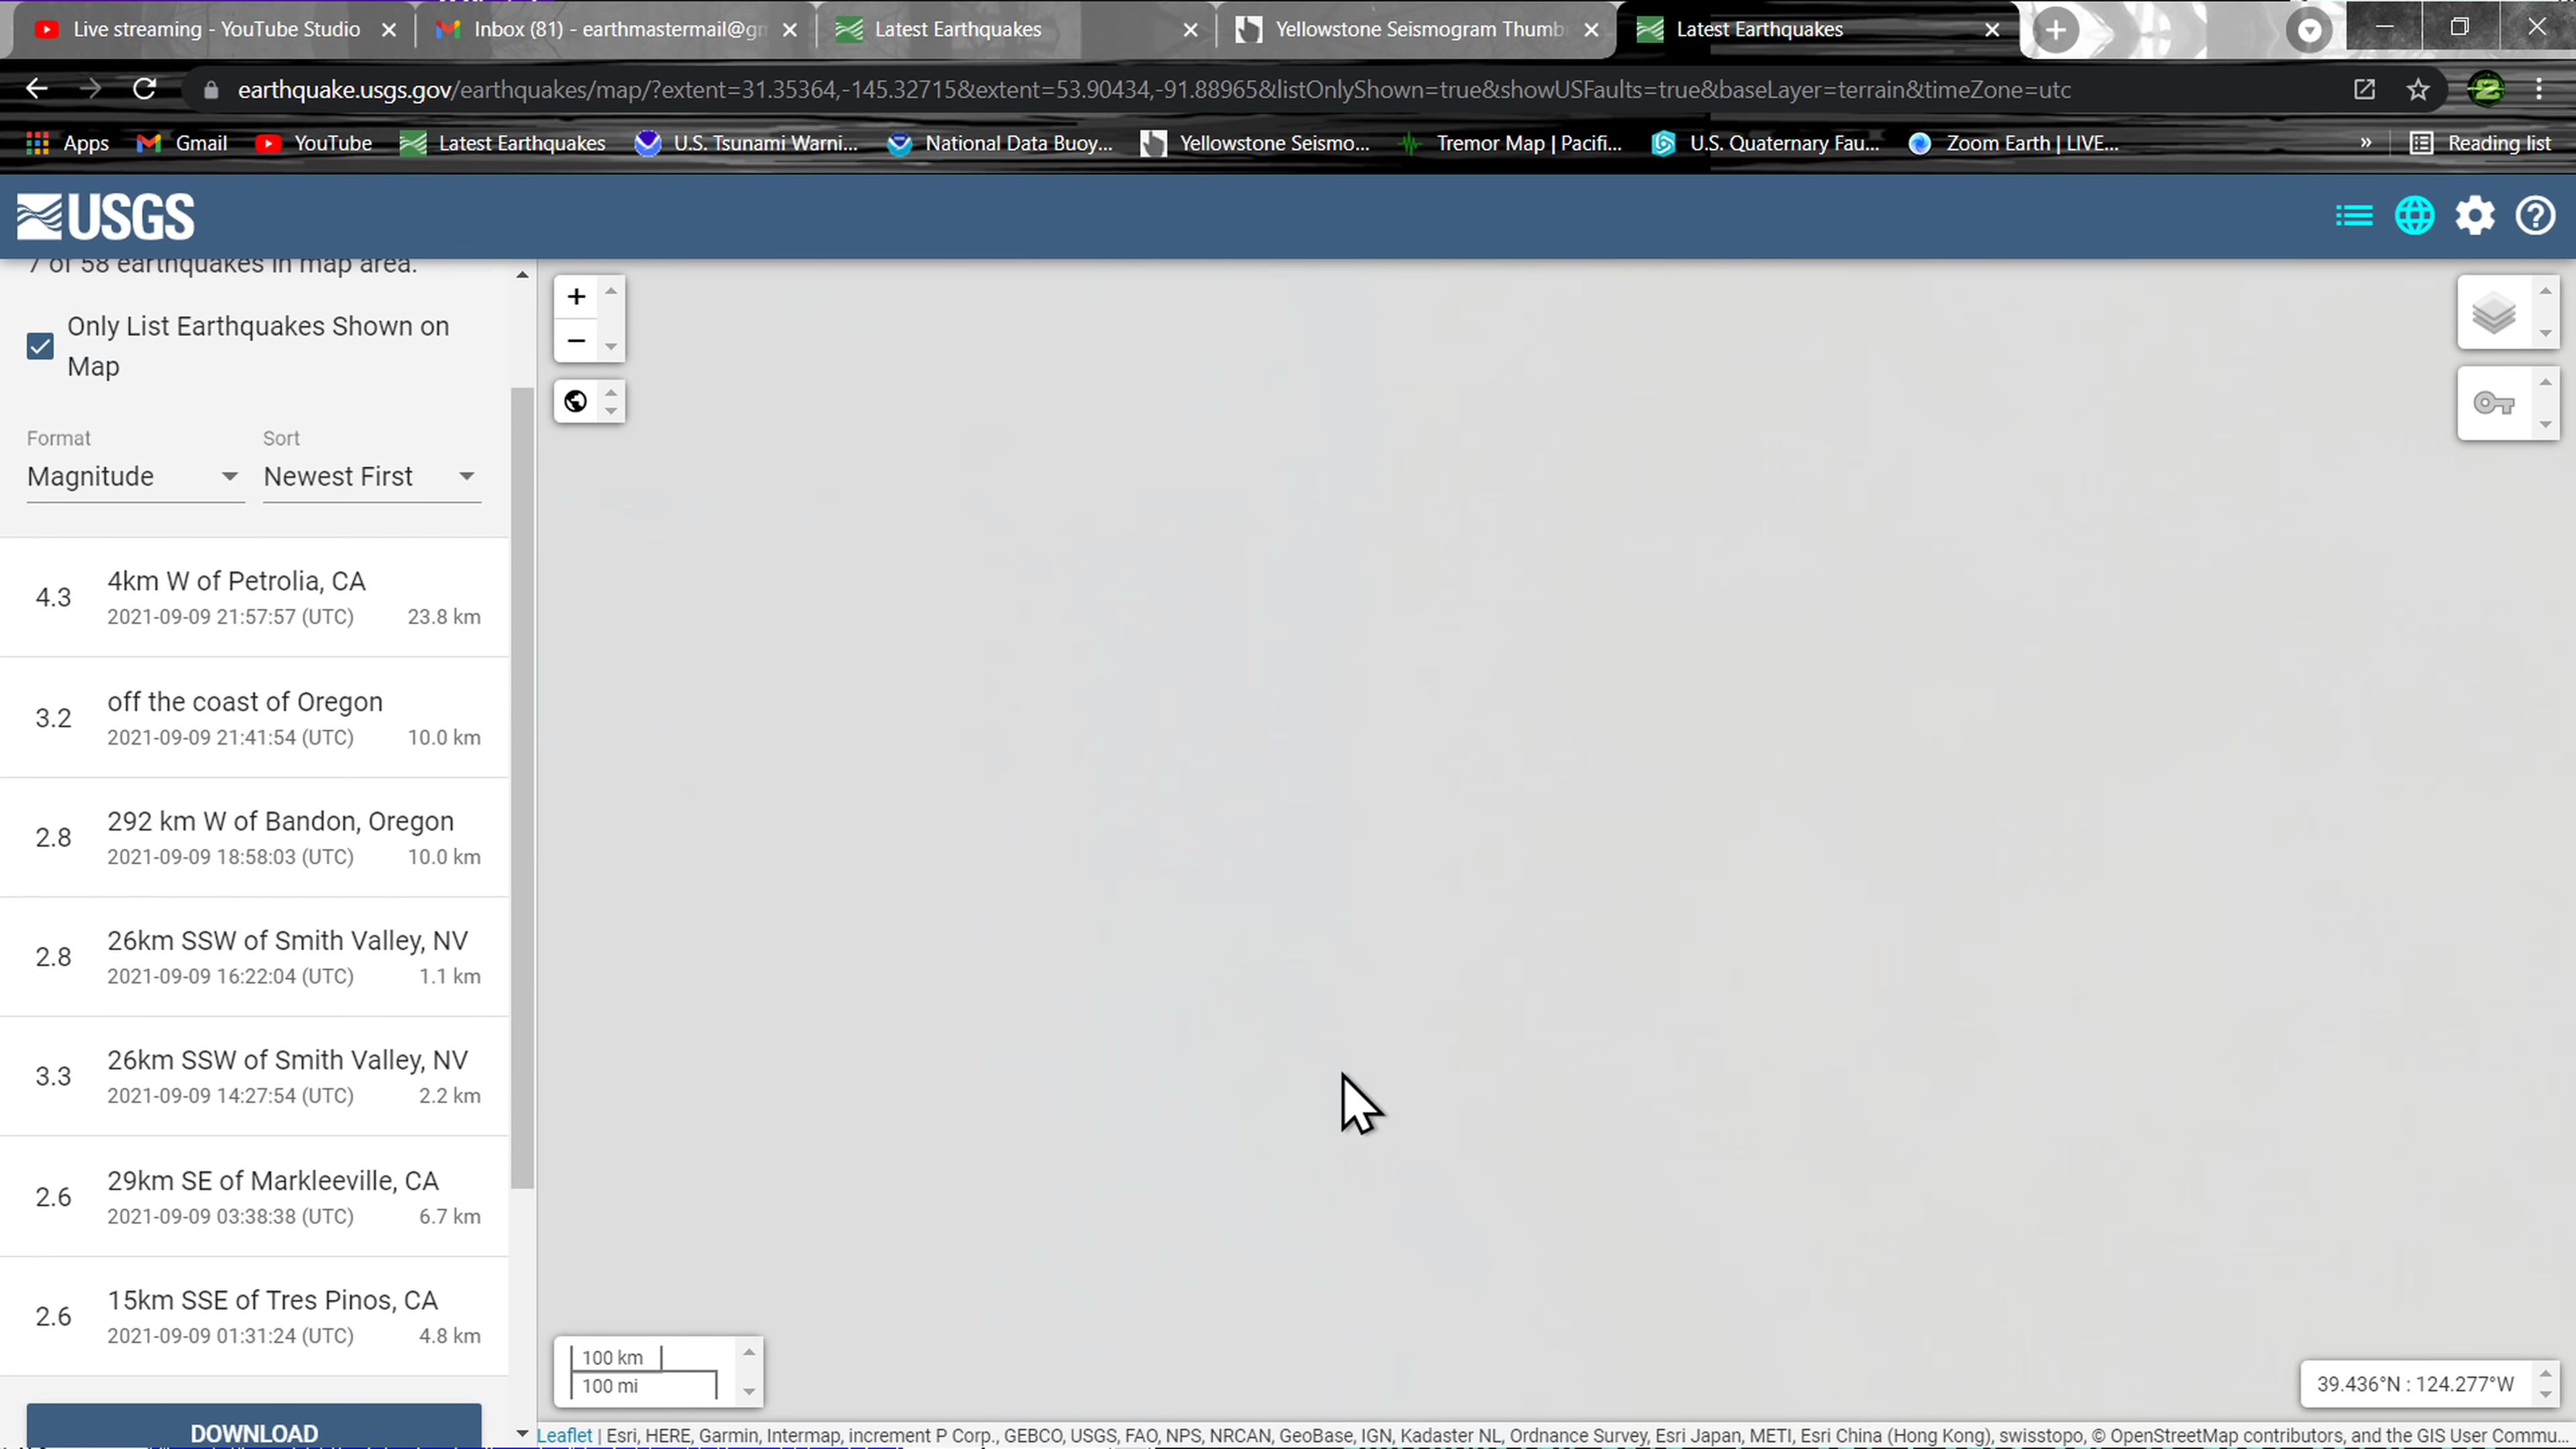 Live streaming - YouTube Studio
Inbox (81) - earthmastermail@gm
Latest Earthquakes
Yellowstone Seismogram Thumb
Latest Earthquakes
earthquake.usgs.gov/earthquakes/map/?extent=31.35364,-145.32715&extent=53.90434,-91.88965&listOnlyShown=true&showUSFaults=true&baseLayer=terrain&timeZone=utc
Apps
Gmail
YouTube
Latest Earthquakes
U.S. Tsunami Warni...
National Data Buoy...
Yellowstone Seismo...
Tremor Map | Pacifi...
U.S. Quaternary Fau...
Zoom Earth | LIVE...
»
Reading list
USGS
7 of 58 earthquakes in map area.
Only List Earthquakes Shown on
Map
Format
Sort
Magnitude
Newest First
4.3
4km W of Petrolia, CA
2021-09-09 21:57:57 (UTC)
23.8 km
3.2
off the coast of Oregon
2021-09-09 21:41:54 (UTC)
10.0 km
2.8
292 km W of Bandon, Oregon
2021-09-09 18:58:03 (UTC)
10.0 km
2.8
26km SSW of Smith Valley, NV
2021-09-09 16:22:04 (UTC)
1.1 km
3.3
26km SSW of Smith Valley, NV
2021-09-09 14:27:54 (UTC)
2.2 km
2.6
29km SE of Markleeville, CA
2021-09-09 03:38:38 (UTC)
6.7 km
2.6
15km SSE of Tres Pinos, CA
2021-09-09 01:31:24 (UTC)
4.8 km
DOWNLOAD
+
−
100 km
100 mi
39.436°N : 124.277°W
Leaflet | Esri, HERE, Garmin, Intermap, increment P Corp., GEBCO, USGS, FAO, NPS, NRCAN, GeoBase, IGN, Kadaster NL, Ordnance Survey, Esri Japan, METI, Esri China (Hong Kong), swisstopo, © OpenStreetMap contributors, and the GIS User Commu...